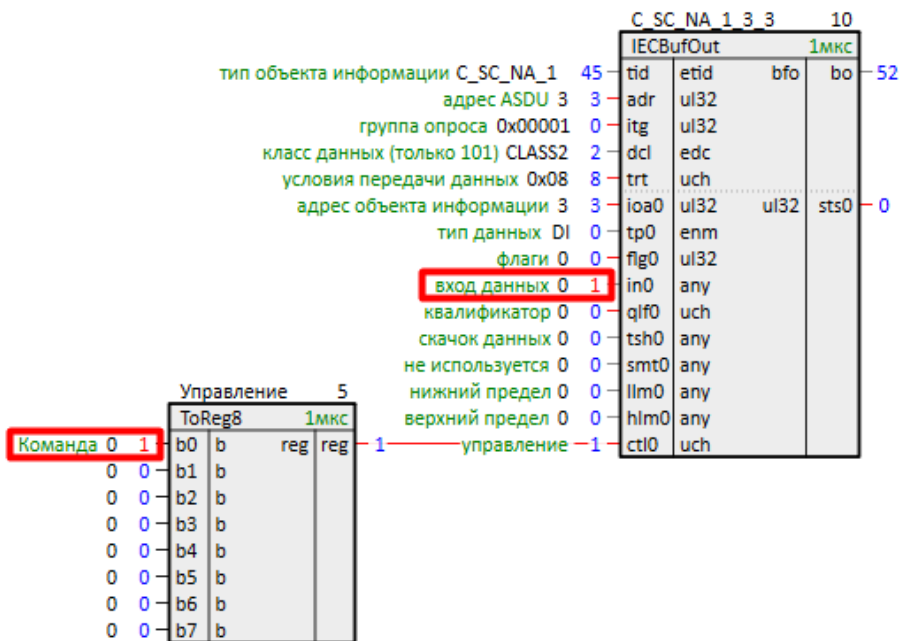 C_SC_NA_1_3_3 10
IECBufOut 1мкс
тип объекта информации C_SC_NA_1 45 tid etid bfo bo 52
адрес ASDU 3 3 adr ul32
группа опроса 0x00001 0 itg ul32
класс данных (только 101) CLASS2 2 dcl edc
условия передачи данных 0x08 8 trt uch
адрес объекта информации 3 3 ioa0 ul32 ul32 sts0 0
тип данных DI 0 tp0 enm
флаги 0 0 flg0 ul32
вход данных 0 1 in0 any
квалификатор 0 0 qlf0 uch
скачок данных 0 0 tsh0 any
не используется 0 0 smt0 any
нижний предел 0 0 llm0 any
верхний предел 0 0 hlm0 any
управление 1 ctl0 uch
Управление 5
ToReg8 1мкс
Команда 0 1 b0 b reg reg 1
0 0 b1 b
0 0 b2 b
0 0 b3 b
0 0 b4 b
0 0 b5 b
0 0 b6 b
0 0 b7 b